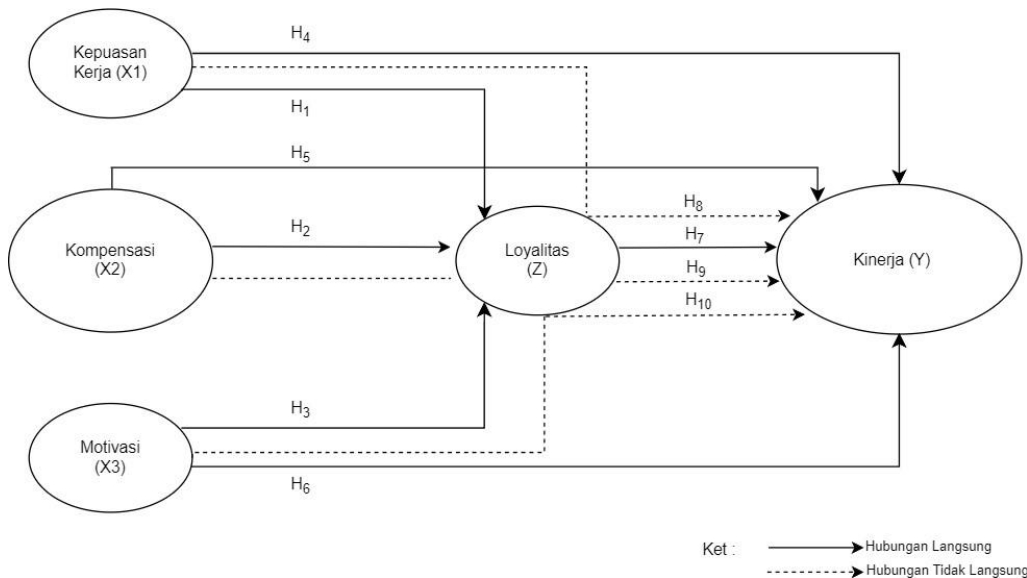 H4
Kepuasan
Kerja (X1)
H1
H5
H8
Kompensasi
(X2)
H2
Loyalitas
(Z)
H7
Kinerja (Y)
H9
H10
H3
Motivasi
(X3)
H6
Ket :
Hubungan Langsung
Hubungan Tidak Langsung